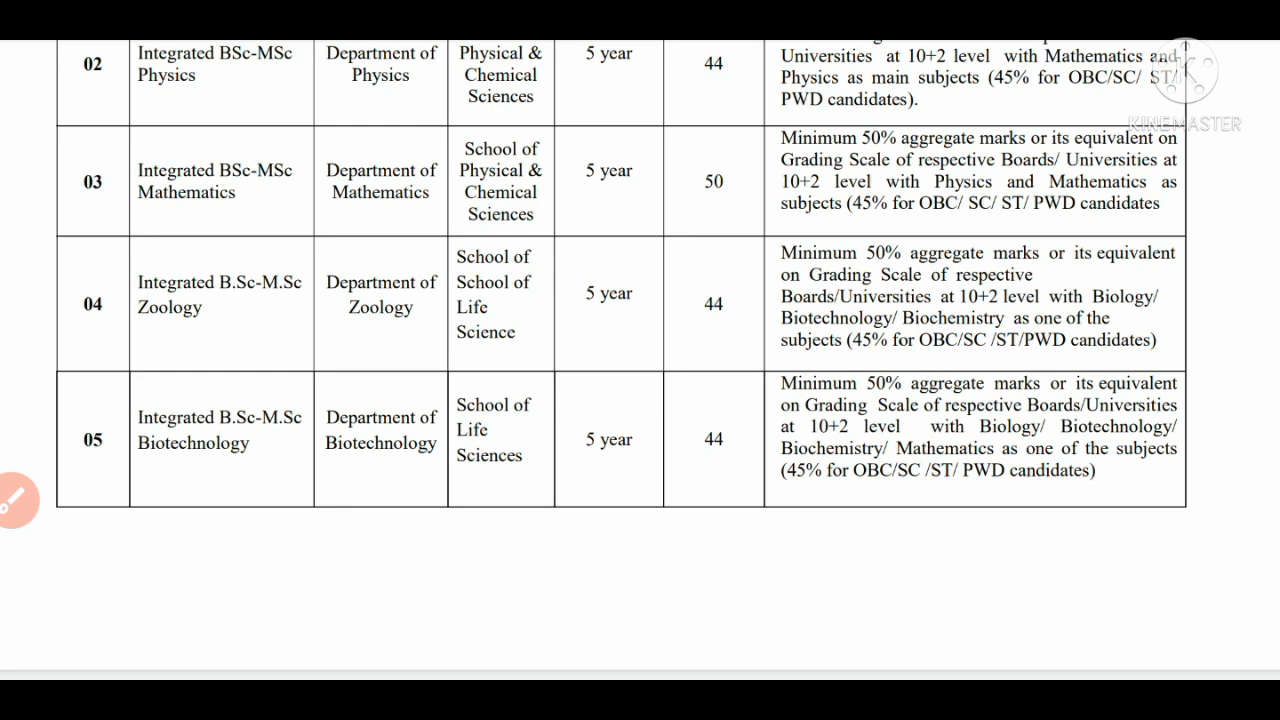 02
Integrated BSc-MSc
Physics
Department of
Physics
Physical &
Chemical
Sciences
5 year
44
Universities at 10+2 level with Mathematics and
Physics as main subjects (45% for OBC/SC/ ST/
PWD candidates).
KINEMASTER
03
Integrated BSc-MSc
Mathematics
Department of
Mathematics
School of
Physical &
Chemical
Sciences
5 year
50
Minimum 50% aggregate marks or its equivalent on
Grading Scale of respective Boards/ Universities at
10+2 level with Physics and Mathematics as
subjects (45% for OBC/ SC/ ST/ PWD candidates
04
Integrated B.Sc-M.Sc
Zoology
Department of
Zoology
School of
School of
Life
Science
5 year
44
Minimum 50% aggregate marks or its equivalent
on Grading Scale of respective
Boards/Universities at 10+2 level with Biology/
Biotechnology/ Biochemistry as one of the
subjects (45% for OBC/SC /ST/PWD candidates)
05
Integrated B.Sc-M.Sc
Biotechnology
Department of
Biotechnology
School of
Life
Sciences
5 year
44
Minimum 50% aggregate marks or its equivalent
on Grading Scale of respective Boards/Universities
at 10+2 level with Biology/ Biotechnology/
Biochemistry/ Mathematics as one of the subjects
(45% for OBC/SC /ST/ PWD candidates)